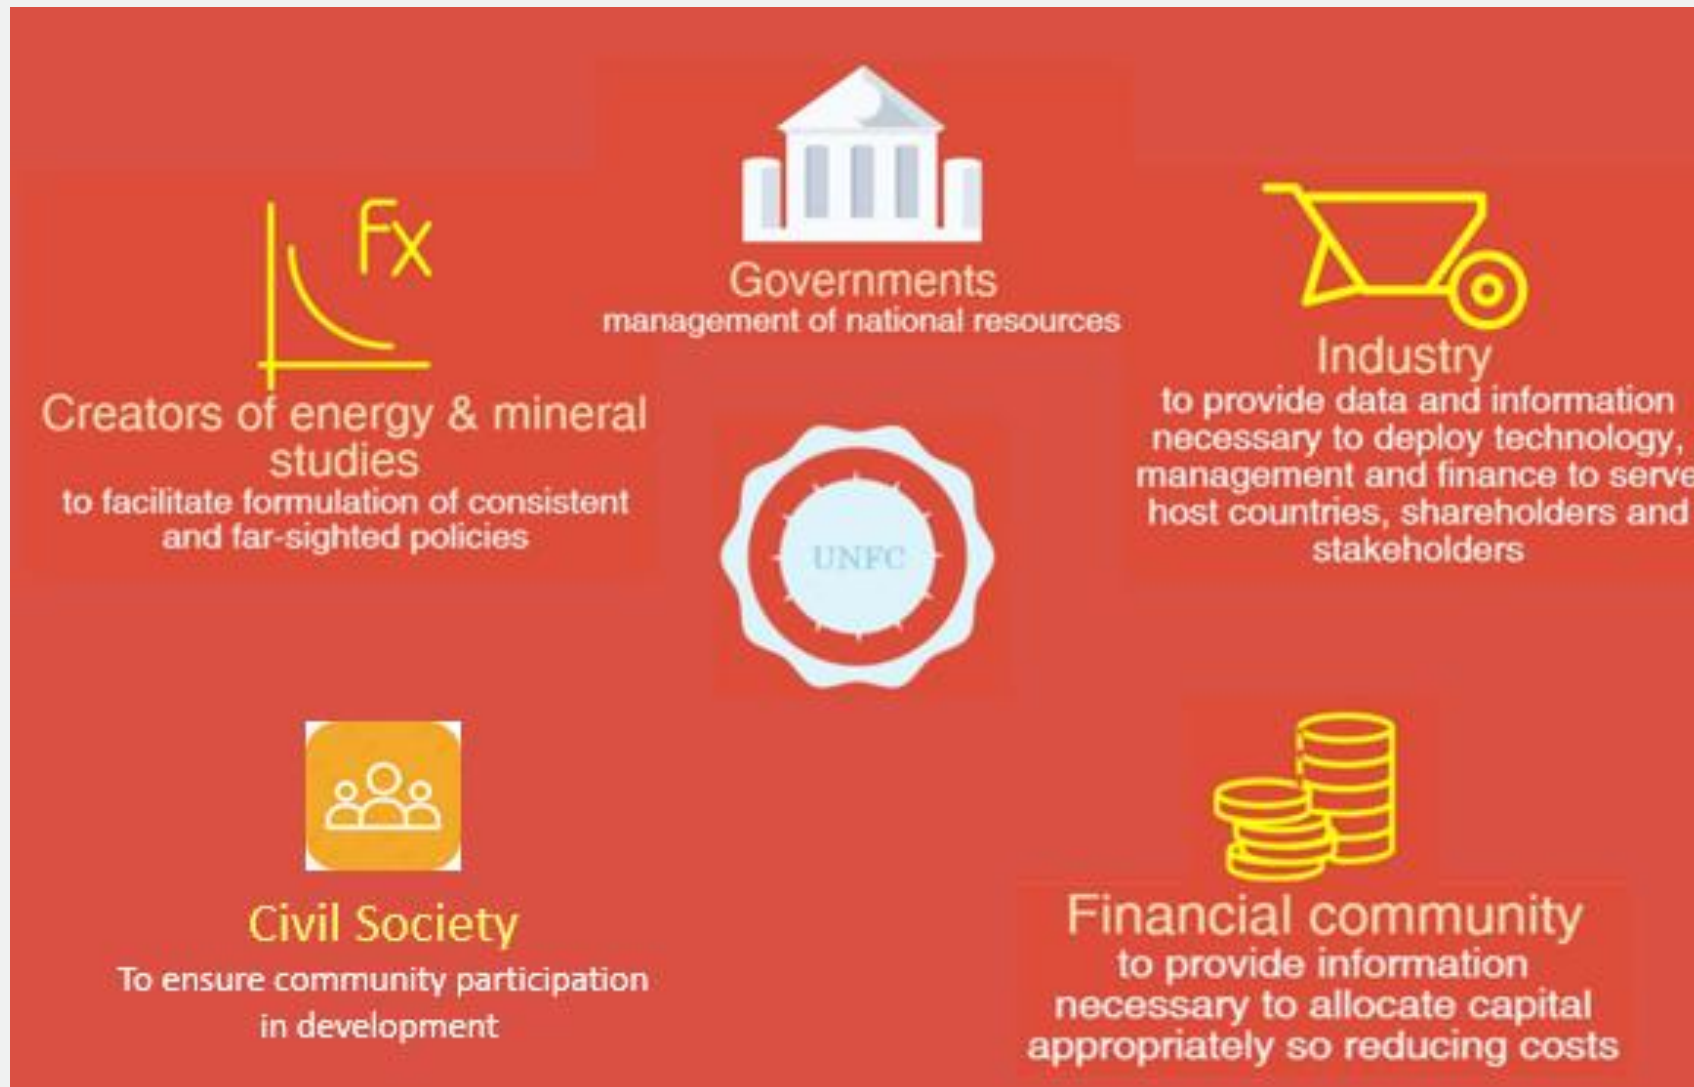 Governments
management of national resources
Fx
Creators of energy & mineral
studies
to facilitate formulation of consistent
and far-sighted policies
Industry
to provide data and information
necessary to deploy technology,
management and finance to serve
host countries, shareholders and
stakeholders
UNFC
Civil Society
To ensure community participation
in development
Financial community
to provide information
necessary to allocate capital
appropriately so reducing costs